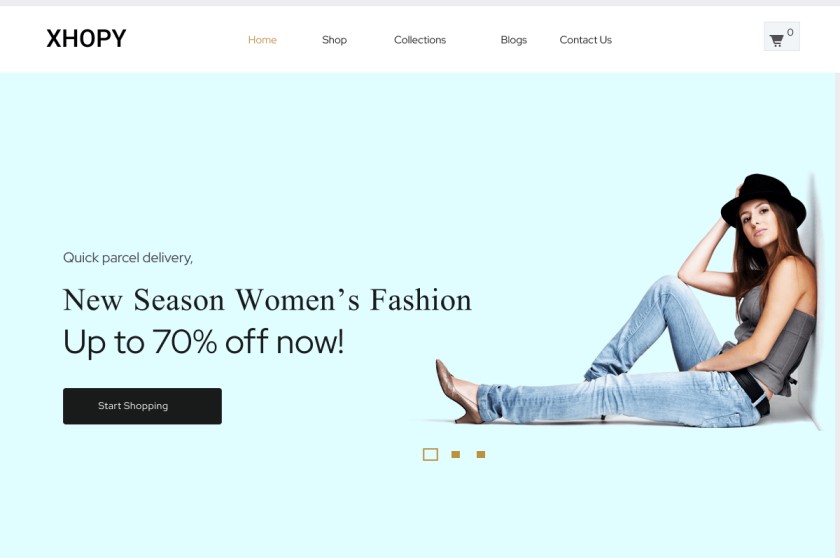 XHOPY
Home Shop Collections Blogs Contact Us
0
Quick parcel delivery,
New Season Women’s Fashion
Up to 70% off now!
Start Shopping